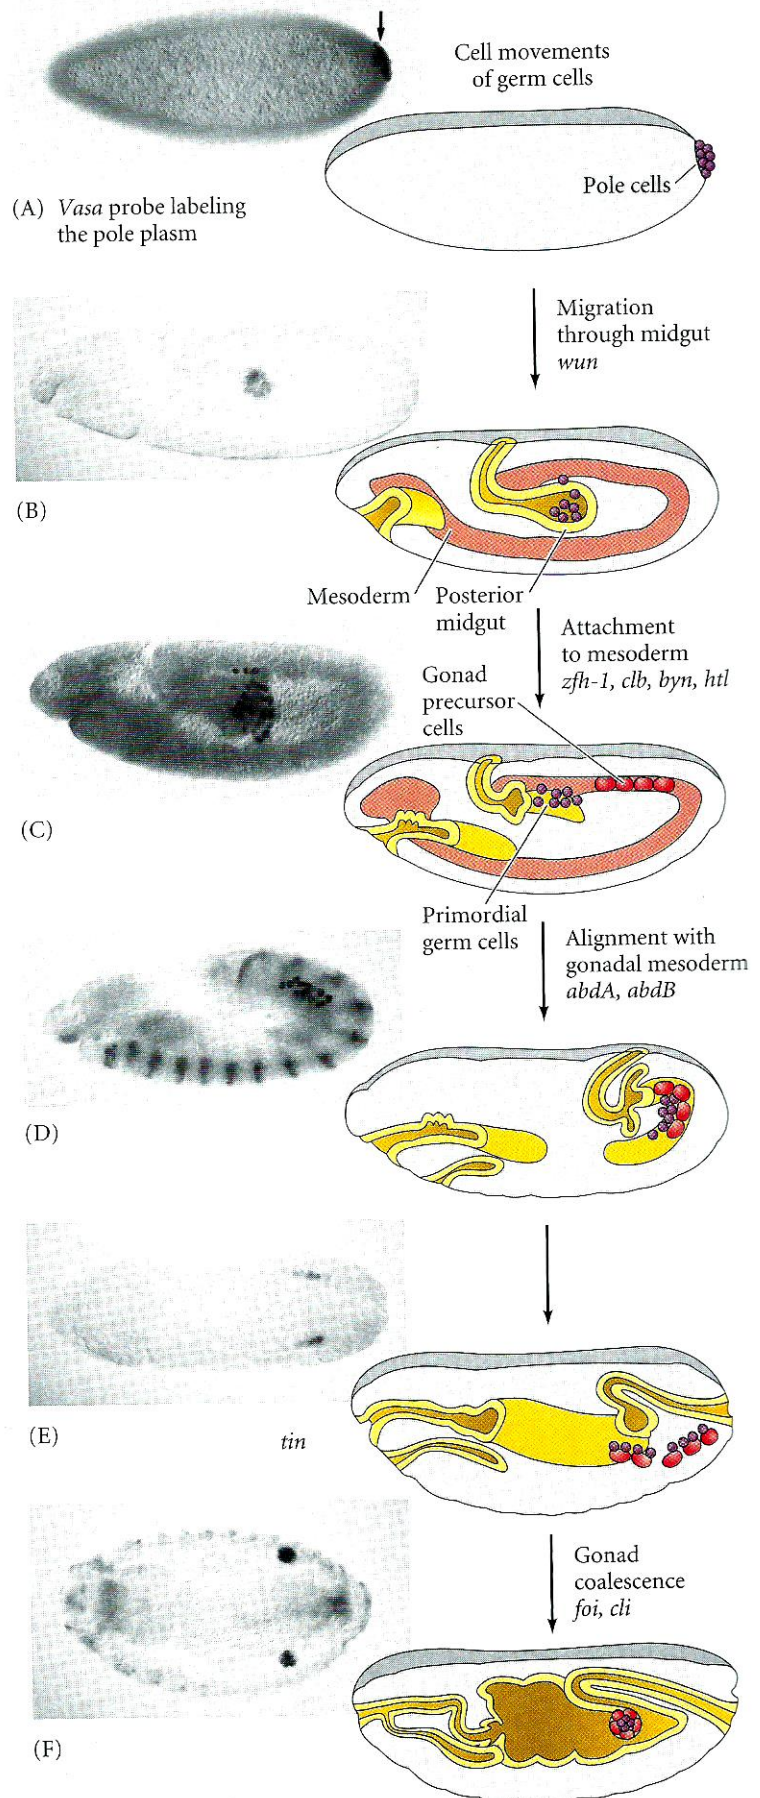 Cell movements
of germ cells
Pole cells
(A) Vasa probe labeling
the pole plasm
Migration
through midgut
wun
(B)
Mesoderm
Posterior
midgut
Attachment
to mesoderm
zfh-1, clb, byn, htl
Gonad
precursor
cells
(C)
Primordial
germ cells
Alignment with
gonadal mesoderm
abdA, abdB
(D)
(E)
tin
Gonad
coalescence
foi, cli
(F)